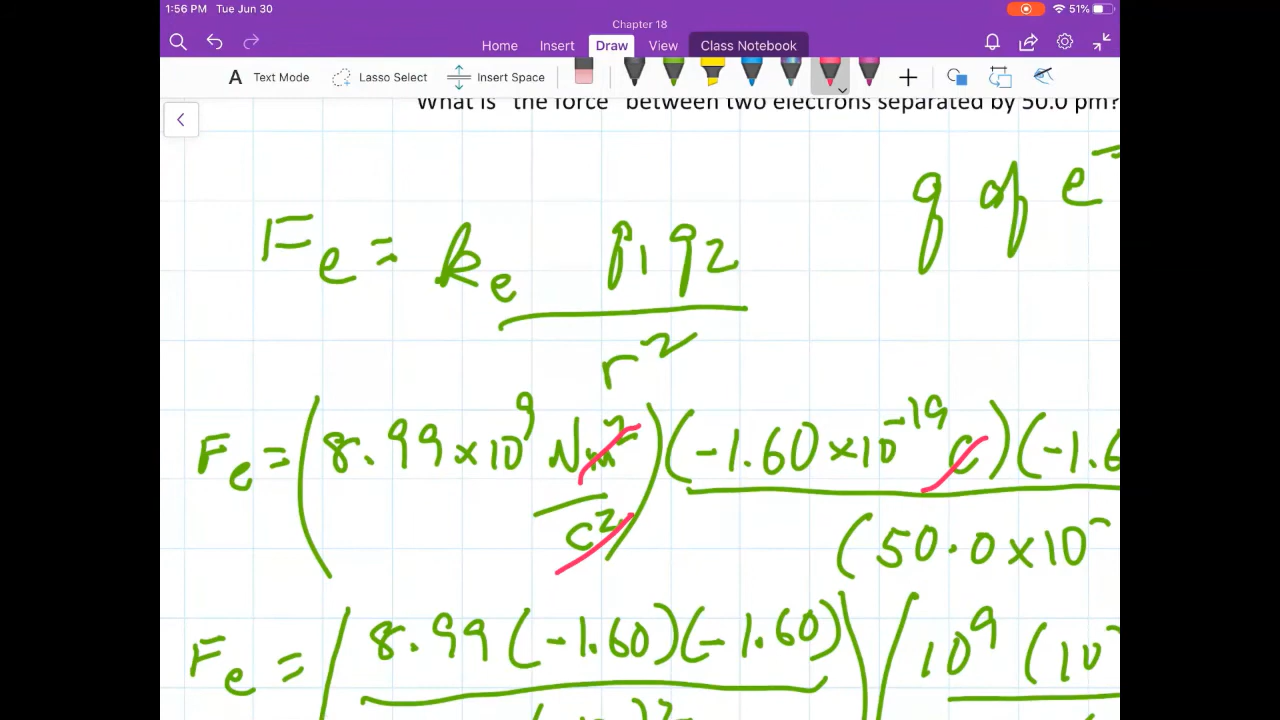 1:56 PM Tue Jun 30
51%
Chapter 18
Home Insert Draw View Class Notebook
A Text Mode Lasso Select Insert Space
What is the force between two electrons separated by 50.0 pm?
q of e⁻
Fe = ke q1 q2
r²
Fe = (8.99×10⁹ Nm² (-1.60×10⁻¹⁹ C)(-1.6
C²) (50.0×10⁻
Fe = (8.99(-1.60)(-1.60)) (10⁹ (10⁻